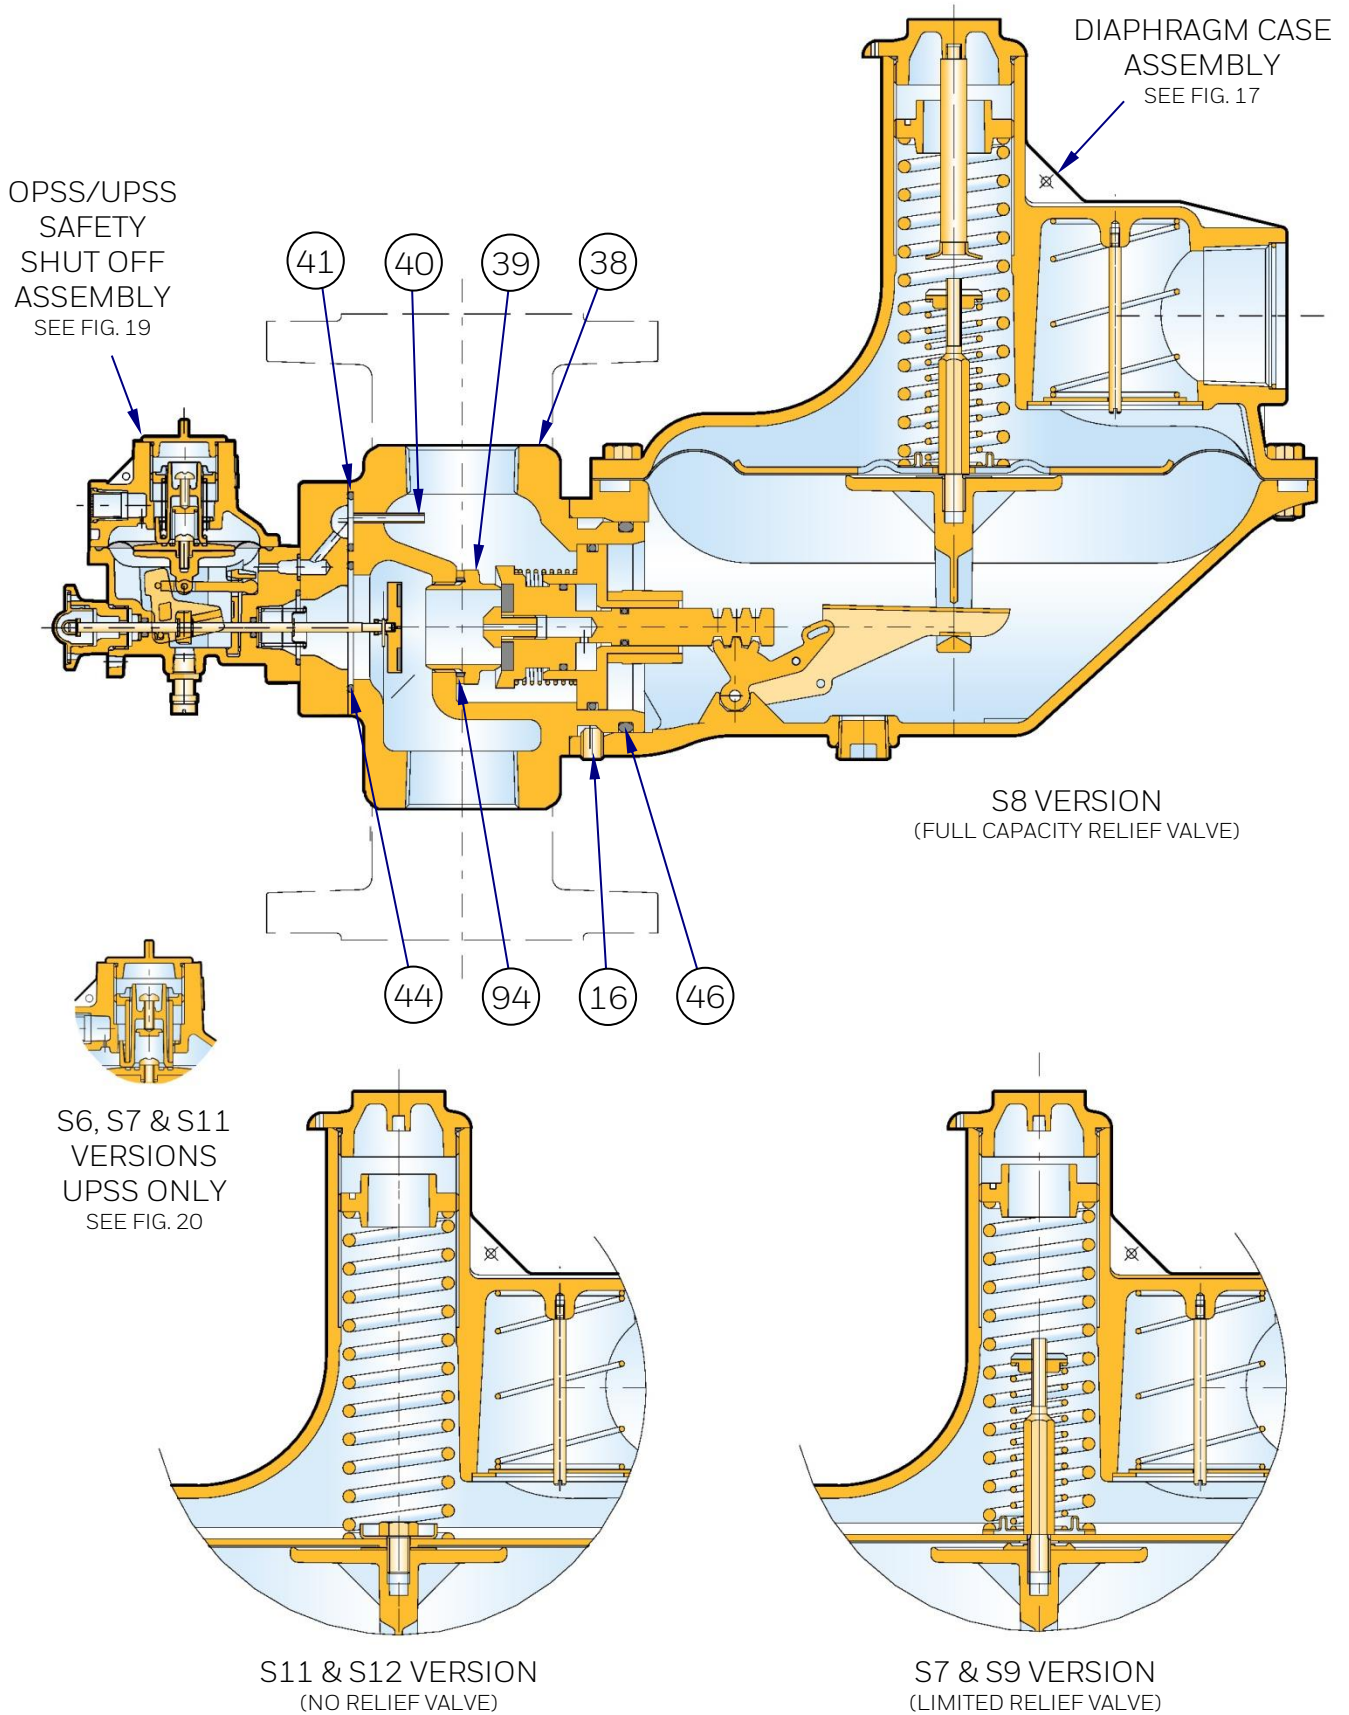 DIAPHRAGM CASE
ASSEMBLY
SEE FIG. 17
OPSS/UPSS
SAFETY
SHUT OFF
ASSEMBLY
SEE FIG. 19
41
40
39
38
S8 VERSION
(FULL CAPACITY RELIEF VALVE)
44
94
16
46
S6, S7 & S11
VERSIONS
UPSS ONLY
SEE FIG. 20
S11 & S12 VERSION
(NO RELIEF VALVE)
S7 & S9 VERSION
(LIMITED RELIEF VALVE)